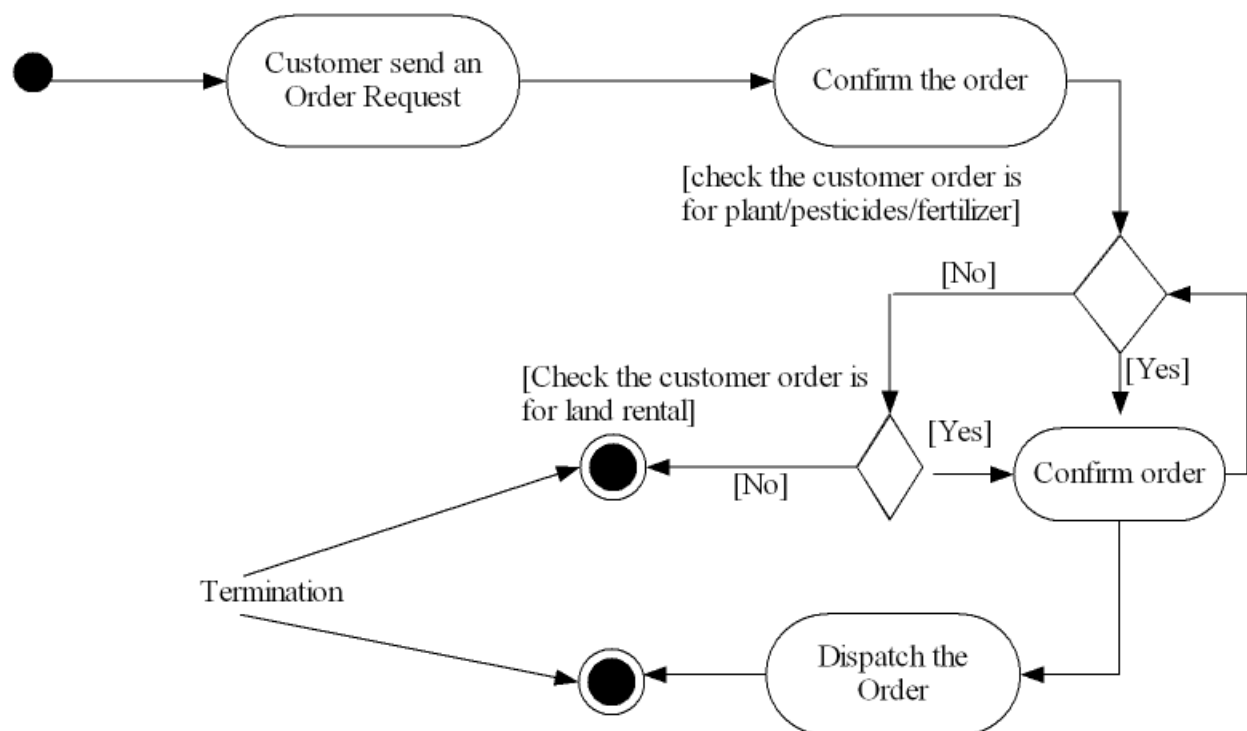 Customer send an
Order Request
Confirm the order
[check the customer order is
for plant/pesticides/fertilizer]
[No]
[Yes]
[Check the customer order is
for land rental]
[Yes]
[No]
Confirm order
Termination
Dispatch the
Order